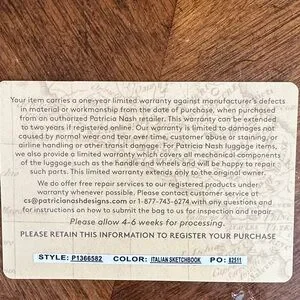 Your item carries a one-year limited warranty against manufacturer's defects
in material or workmanship from the date of purchase, when purchased
from an authorized Patricia Nash retailer. This warranty can be extended
to two years if registered online. Our warranty is limited to damages not
caused by normal wear and tear over time, customer abuse or staining, or
airline handling or other transit damage. For Patricia Nash luggage items,
we also provide a limited warranty which covers all mechanical components
of the luggage such as the handle and wheels and will be happy to repair
such parts. This limited warranty extends only to the original owner.
We do offer free repair services to our registered products under
warranty whenever possible. Please contact customer service at
cs@patricianashdesigns.com or 1-877-743-6274 with any questions and
for instructions on how to submit the bag to us for inspection and repair.
Please allow 4-6 weeks for processing.
PLEASE RETAIN THIS INFORMATION TO REGISTER YOUR PURCHASE
STYLE: P1366582 COLOR: ITALIAN SKETCHBOOK PO: 82511